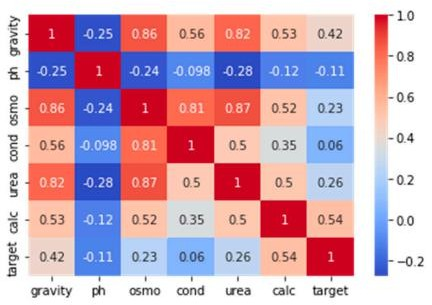 gravity 1 -0.25 0.86 0.56 0.82 0.53 0.42
ph -0.25 1 -0.24 -0.098 -0.28 -0.12 -0.11
osmo 0.86 -0.24 1 0.81 0.87 0.52 0.23
cond 0.56 -0.098 0.81 1 0.5 0.35 0.06
urea 0.82 -0.28 0.87 0.5 1 0.5 0.26
calc 0.53 -0.12 0.52 0.35 0.5 1 0.54
target 0.42 -0.11 0.23 0.06 0.26 0.54 1
gravity ph osmo cond urea calc target
1.0
0.8
0.6
0.4
0.2
0.0
-0.2